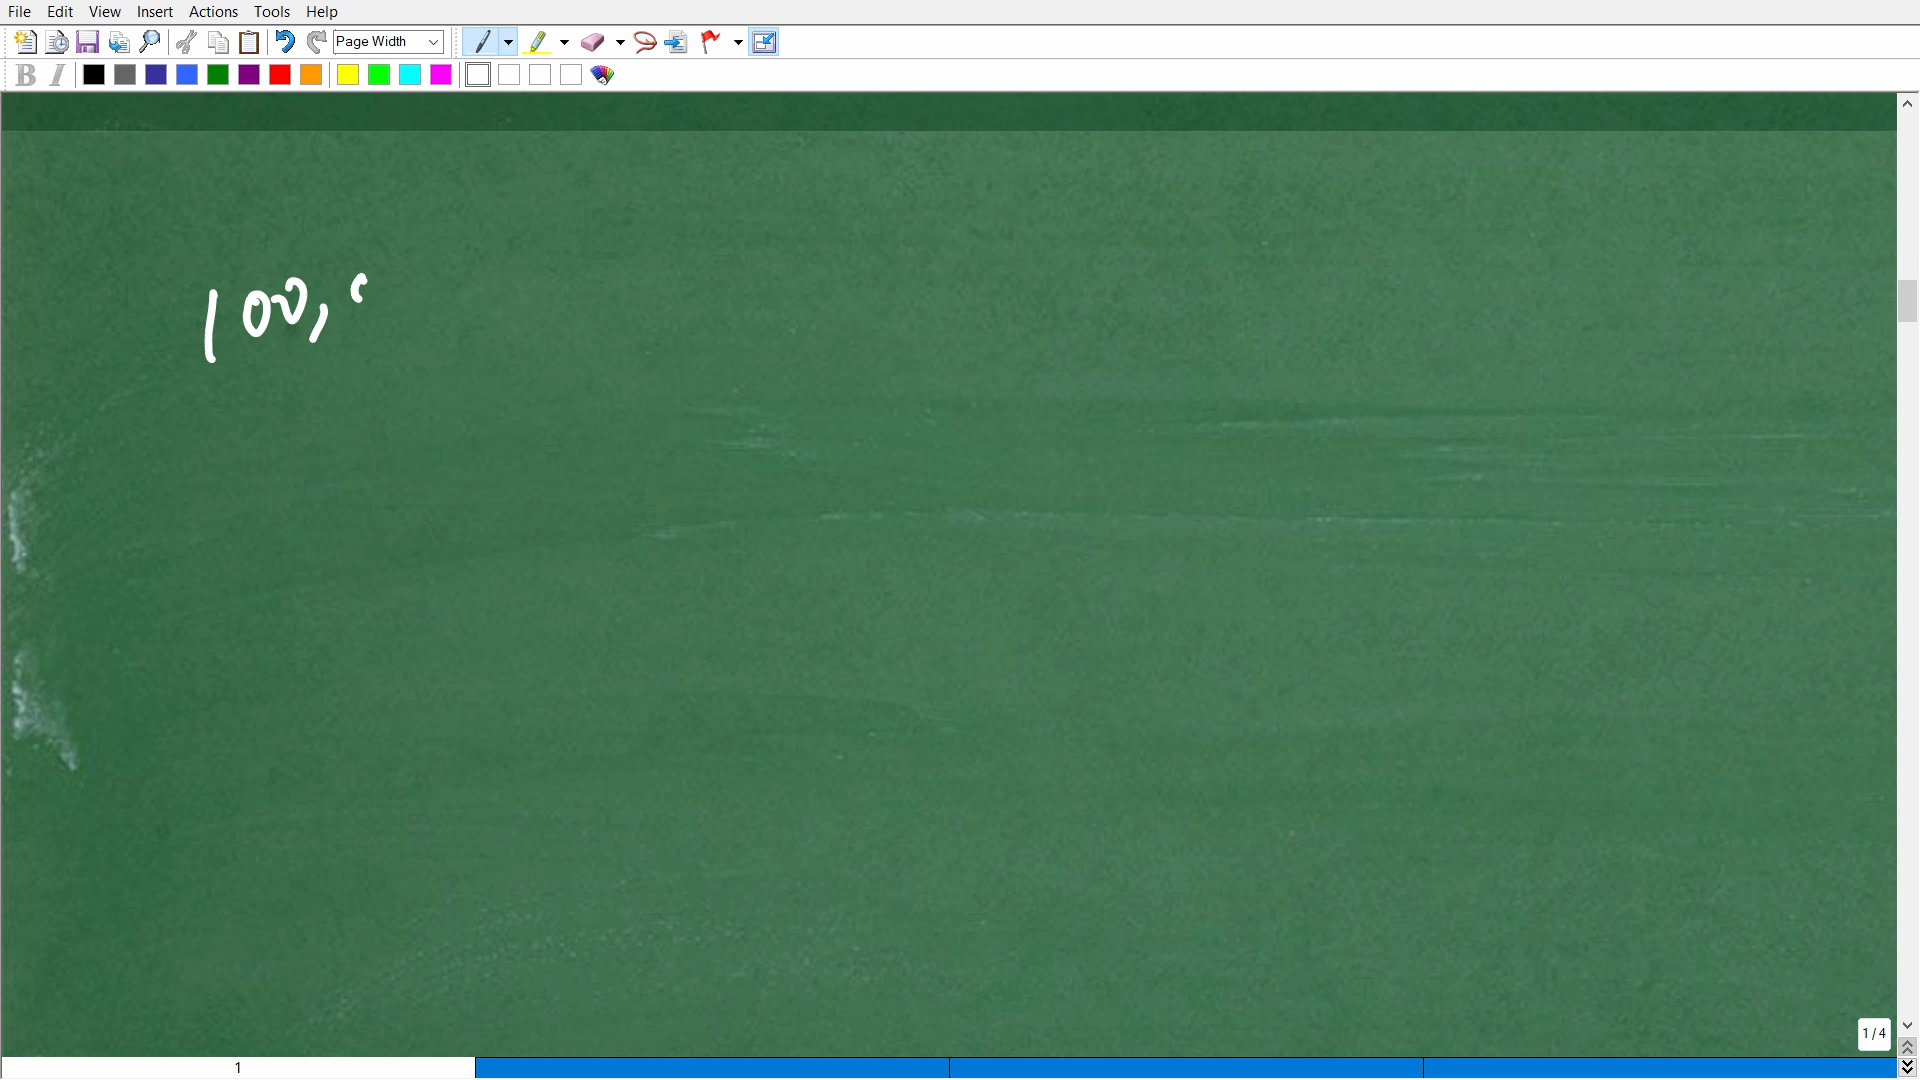 File Edit View Insert Actions Tools Help
Page Width
B I
100,
1 / 4
1